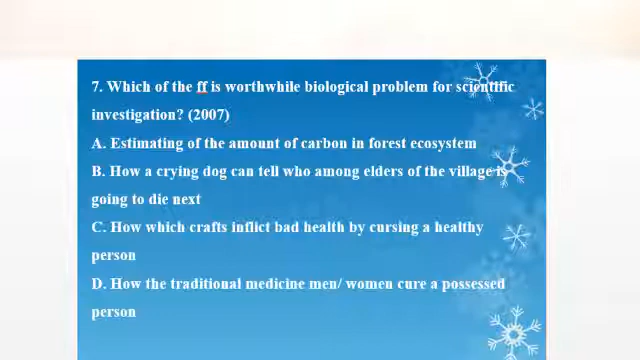 7. Which of the ff is worthwhile biological problem for scientific
investigation? (2007)
A. Estimating of the amount of carbon in forest ecosystem
B. How a crying dog can tell who among elders of the village is
going to die next
C. How which crafts inflict bad health by cursing a healthy
person
D. How the traditional medicine men/ women cure a possessed
person